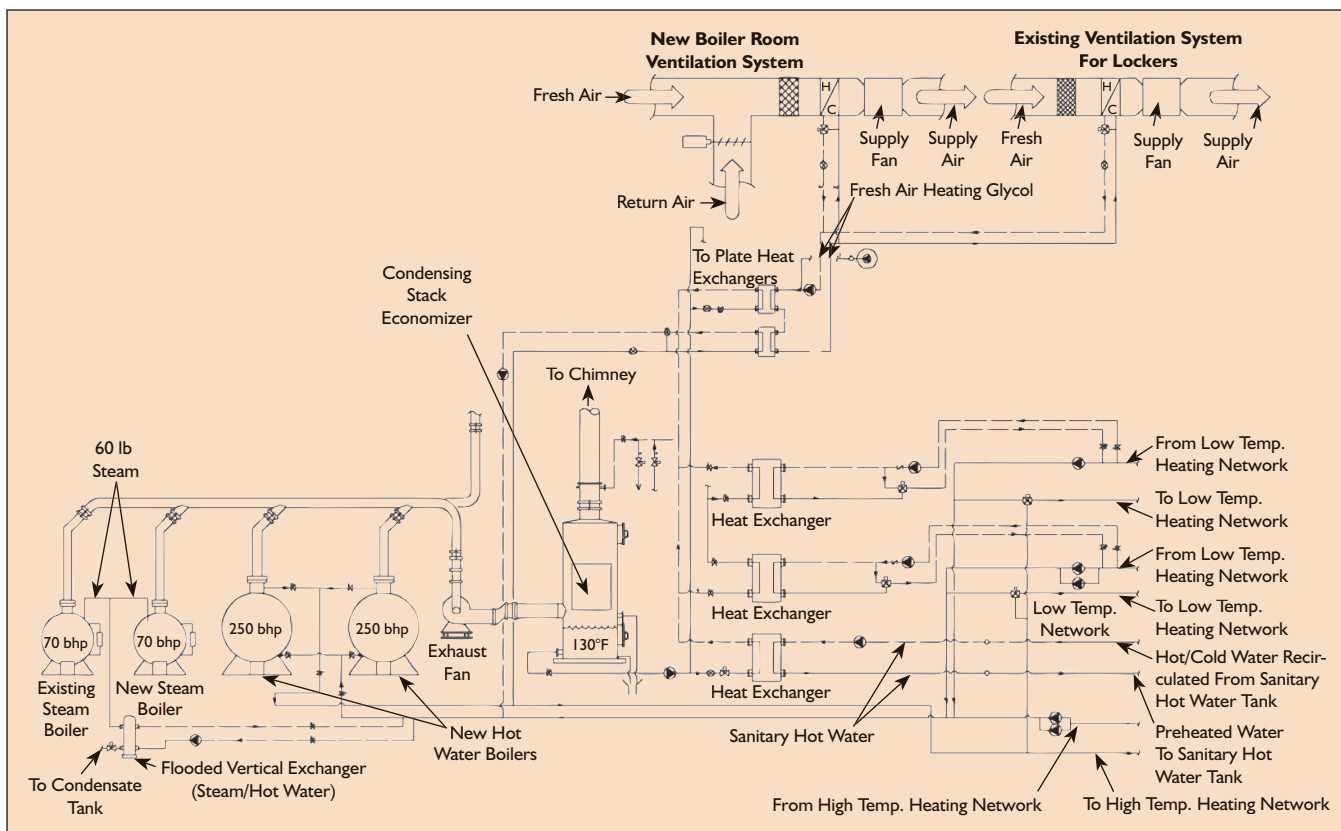 New Boiler Room
Ventilation System
Existing Ventilation System
For Lockers
Fresh Air
H
C
H
C
Supply
Fan
Supply
Air
Fresh
Air
Supply
Fan
Supply
Air
Return Air
Fresh Air Heating Glycol
To Plate Heat
Exchangers
Condensing
Stack
Economizer
To Chimney
60 lb
Steam
From Low Temp.
Heating Network
Heat Exchanger
To Low Temp.
Heating Network
From Low Temp.
Heating Network
Heat Exchanger
Low Temp.
Network
To Low Temp.
Heating Network
70 bhp
70 bhp
250 bhp
250 bhp
Exhaust
Fan
130°F
Heat Exchanger
Hot/Cold Water Recir-
culated From Sanitary
Hot Water Tank
Existing
Steam
Boiler
New Steam
Boiler
New Hot
Water Boilers
Sanitary Hot Water
Preheated Water
To Sanitary Hot
Water Tank
To Condensate
Tank
Flooded Vertical Exchanger
(Steam/Hot Water)
From High Temp. Heating Network
To High Temp. Heating Network